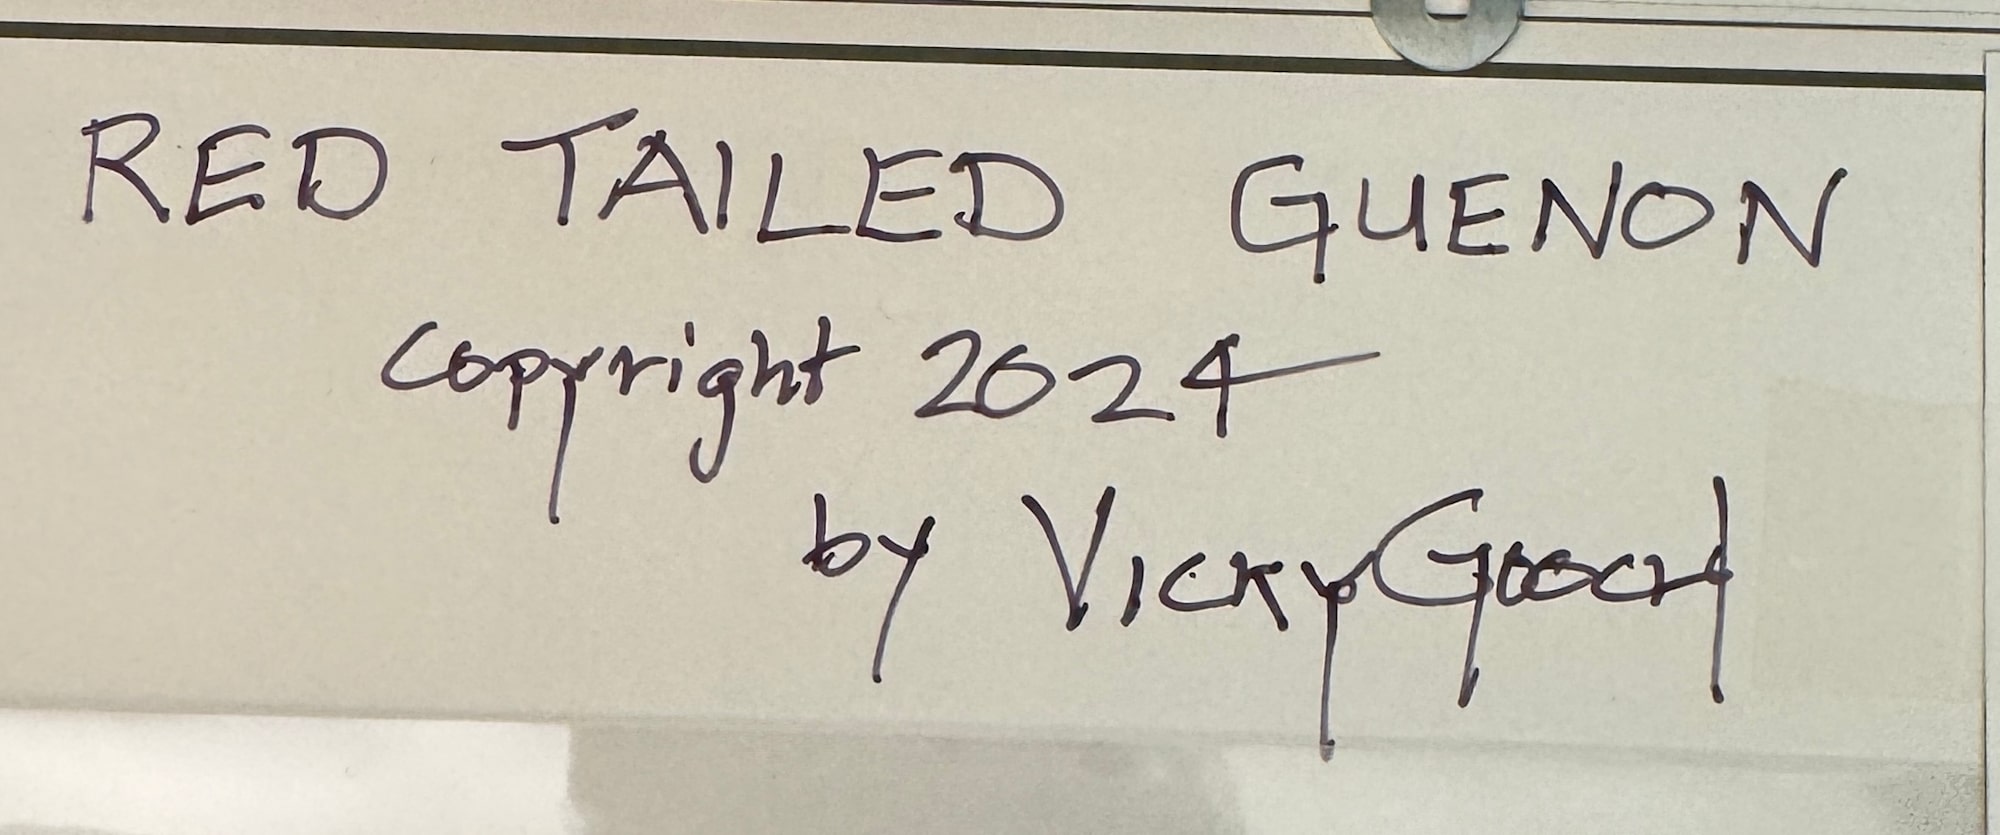 RED TAILED GUENON
copyright 2024
by Vicky Gooch